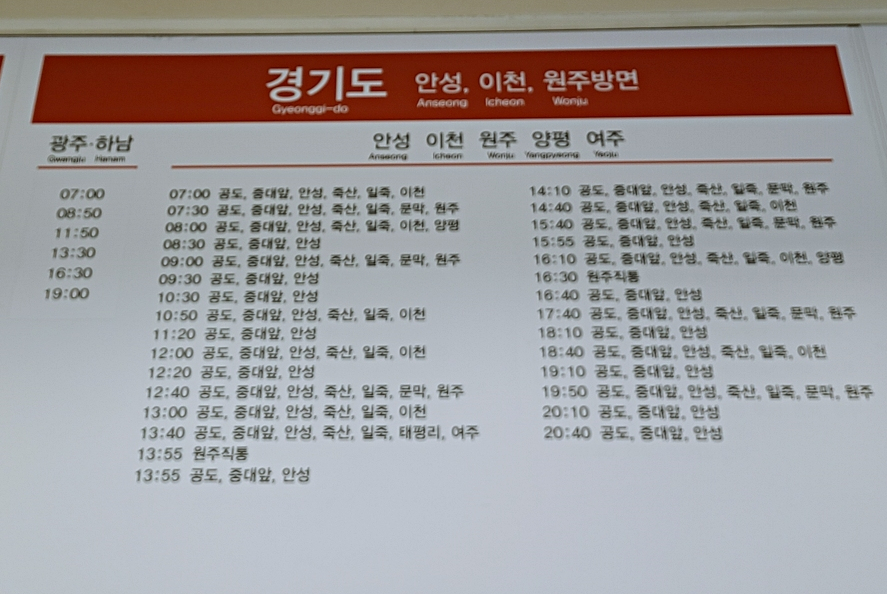 경기도 안성, 이천, 원주방면
Gyeonggi-do Anseong Icheon Wonju
광주·하남
Gwangju Hanam
07:00
08:50
11:50
13:30
16:30
19:00
안성 이천 원주 양평 여주
Anseong Icheon Wonju Yangpyeong Yeoju
07:00 공도, 중대앞, 안성, 죽산, 일죽, 이천
07:30 공도, 중대앞, 안성, 죽산, 일죽, 문막, 원주
08:00 공도, 중대앞, 안성, 죽산, 일죽, 이천, 양평
08:30 공도, 중대앞, 안성
09:00 공도, 중대앞, 안성, 죽산, 일죽, 문막, 원주
09:30 공도, 중대앞, 안성
10:30 공도, 중대앞, 안성
10:50 공도, 중대앞, 안성, 죽산, 일죽, 이천
11:20 공도, 중대앞, 안성
12:00 공도, 중대앞, 안성, 죽산, 일죽, 이천
12:20 공도, 중대앞, 안성
12:40 공도, 중대앞, 안성, 죽산, 일죽, 문막, 원주
13:00 공도, 중대앞, 안성, 죽산, 일죽, 이천
13:40 공도, 중대앞, 안성, 죽산, 일죽, 태평리, 여주
13:55 원주직통
13:55 공도, 중대앞, 안성
14:10 공도, 중대앞, 안성, 죽산, 일죽, 문막, 원주
14:40 공도, 중대앞, 안성, 죽산, 일죽, 이천
15:40 공도, 중대앞, 안성, 죽산, 일죽, 문막, 원주
15:55 공도, 중대앞, 안성
16:10 공도, 중대앞, 안성, 죽산, 일죽, 이천, 양평
16:30 원주직통
16:40 공도, 중대앞, 안성
17:40 공도, 중대앞, 안성, 죽산, 일죽, 문막, 원주
18:10 공도, 중대앞, 안성
18:40 공도, 중대앞, 안성, 죽산, 일죽, 이천
19:10 공도, 중대앞, 안성
19:50 공도, 중대앞, 안성, 죽산, 일죽, 문막, 원주
20:10 공도, 중대앞, 안성
20:40 공도, 중대앞, 안성